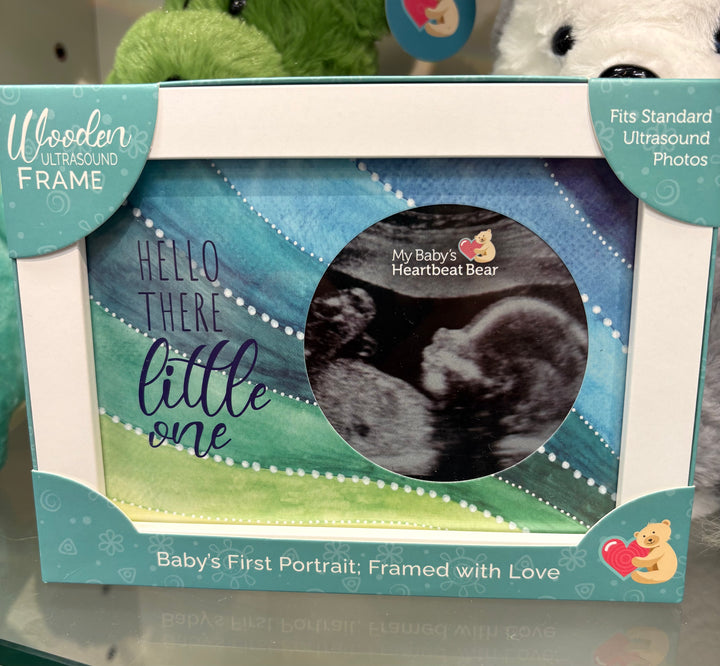 Wooden
ULTRASOUND
FRAME
Fits Standard
Ultrasound
Photos
My Baby's
Heartbeat Bear
HELLO
THERE
little
one
Baby's First Portrait: Framed with Love